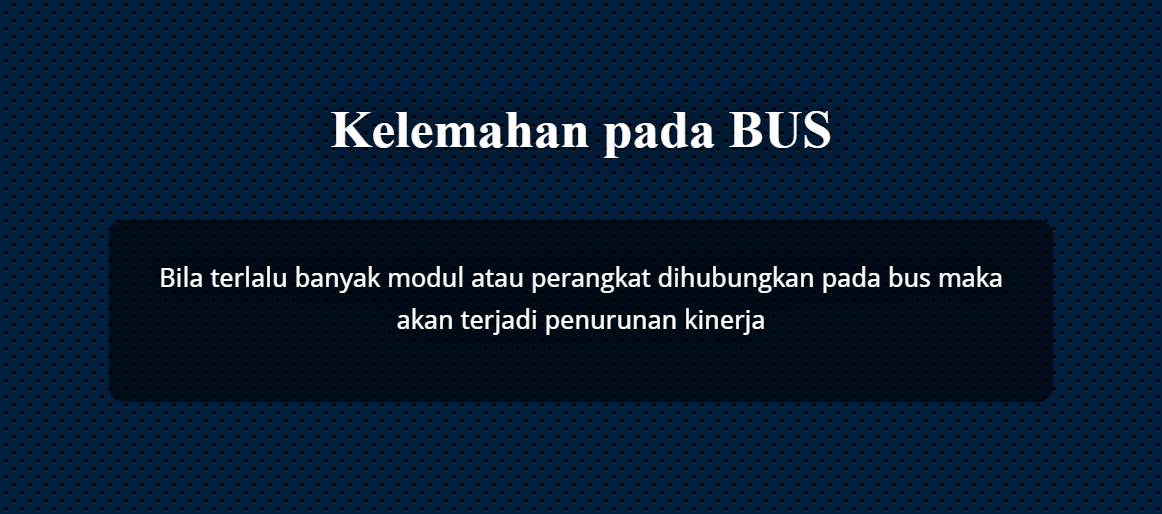 Kelemahan pada BUS
Bila terlalu banyak modul atau perangkat dihubungkan pada bus maka
akan terjadi penurunan kinerja